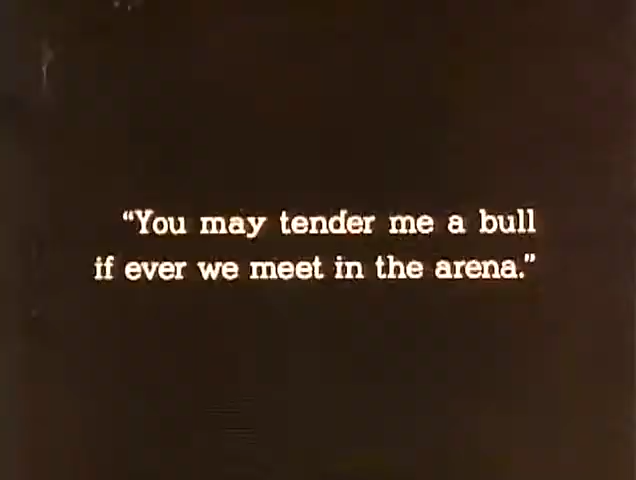 “You may tender me a bull
if ever we meet in the arena.”